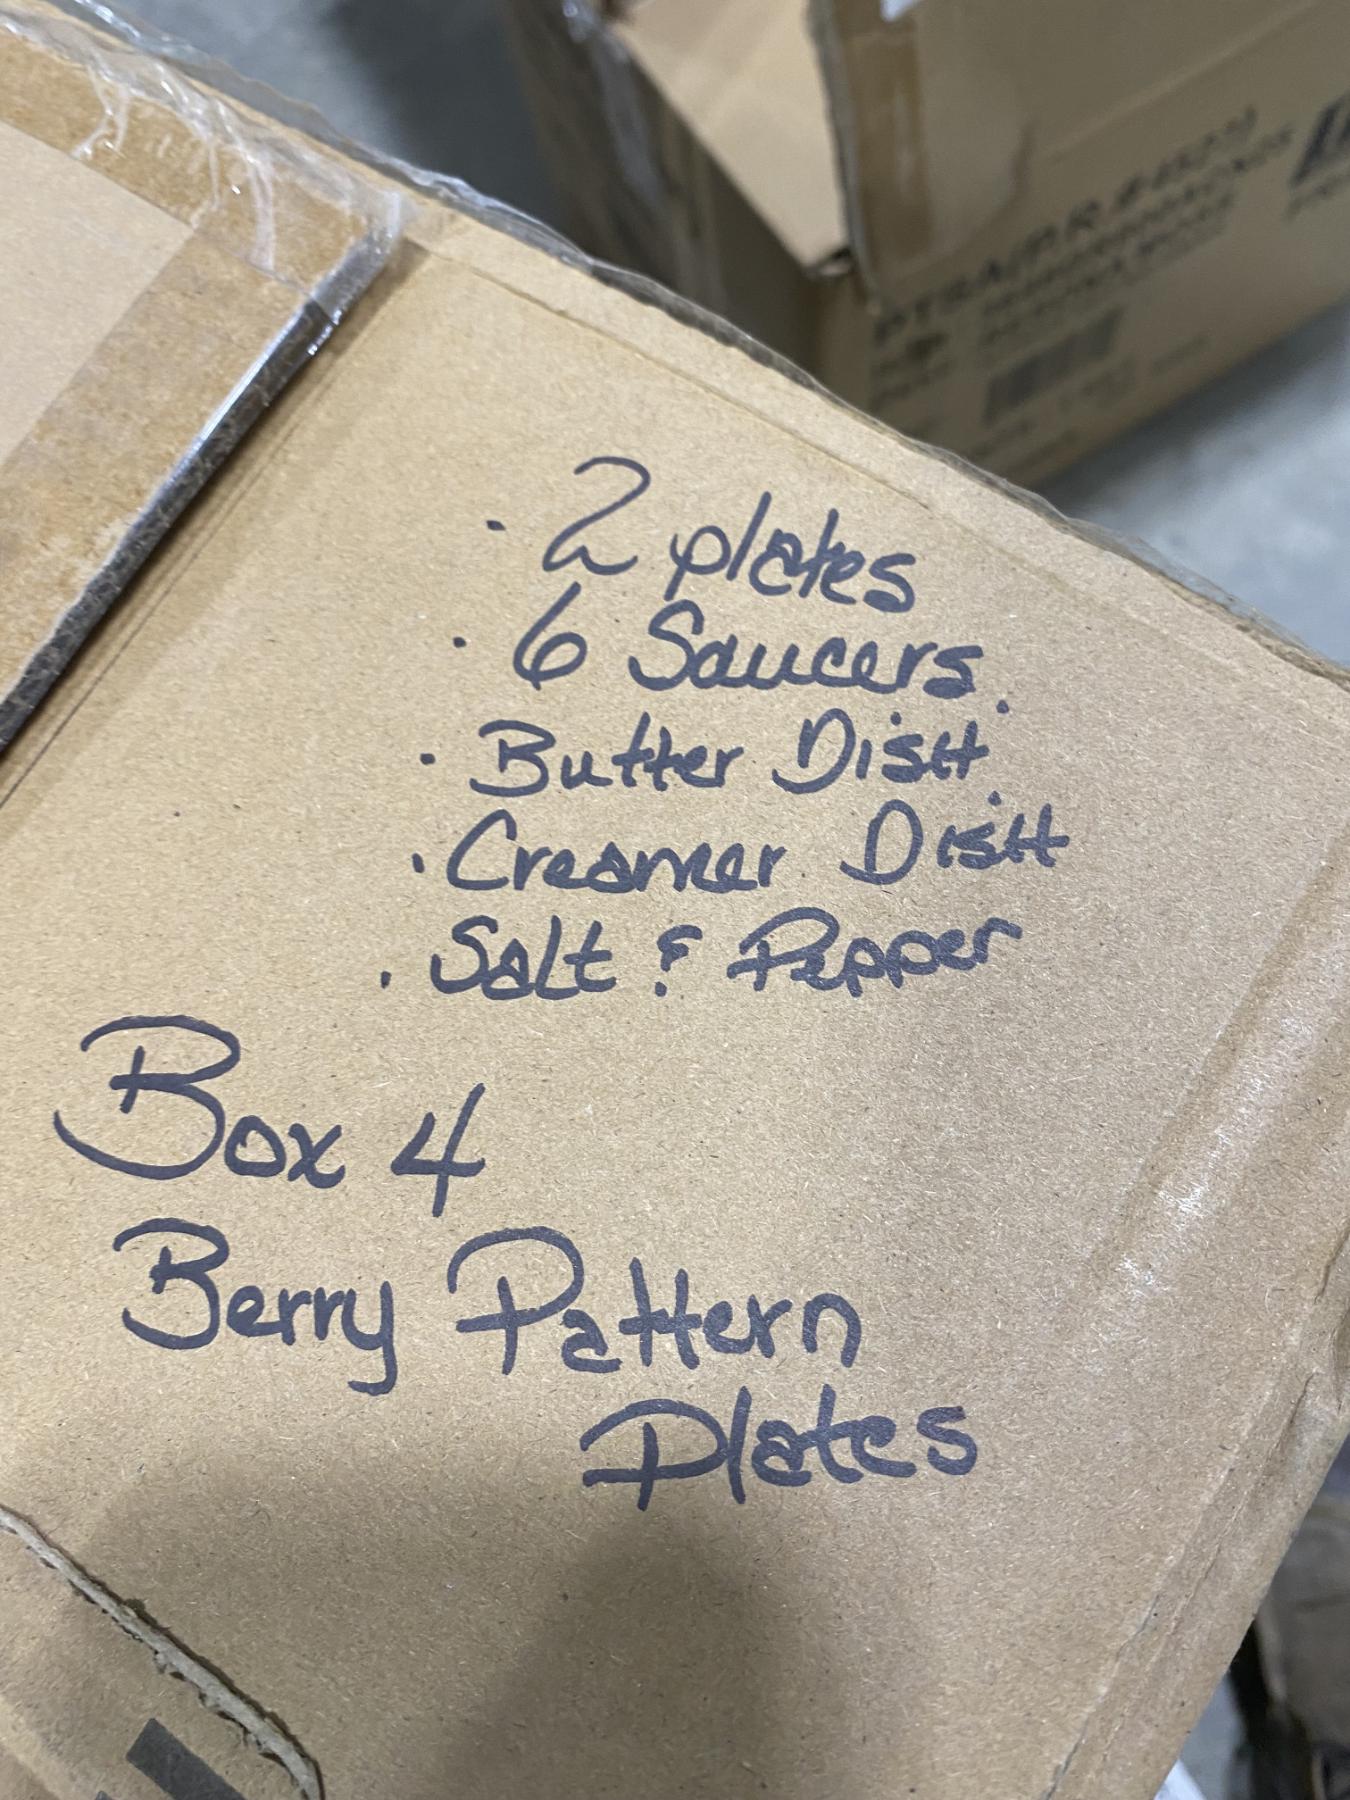 · 2 plates
· 6 Saucers
· Butter Dish
· Creamer Dish
· Salt & Pepper
Box 4
Berry Pattern
Plates